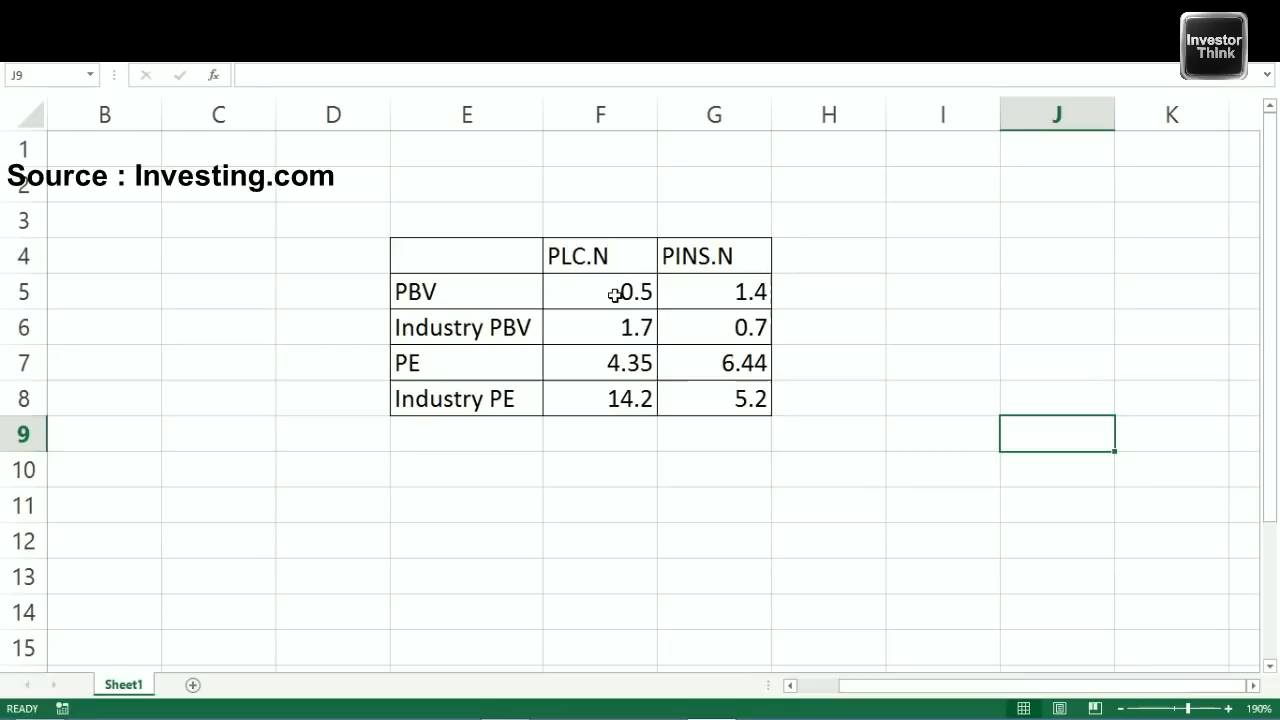 Investor
Think
J9
fx
B C D E F G H I J K
1
Source : Investing.com
2
3
4 PLC.N PINS.N
5 PBV 0.5 1.4
6 Industry PBV 1.7 0.7
7 PE 4.35 6.44
8 Industry PE 14.2 5.2
9
10
11
12
13
14
15
Sheet1
READY 190%